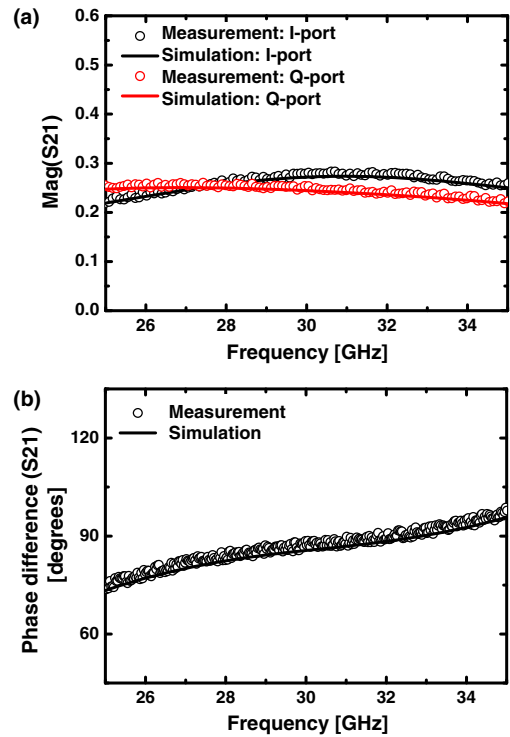 (a)
0.6
0.5
0.4
0.3
0.2
0.1
0.0
Mag(S21)
Measurement: I-port
Simulation: I-port
Measurement: Q-port
Simulation: Q-port
26 28 30 32 34
Frequency [GHz]
(b)
120
90
60
Phase difference (S21)
[degrees]
Measurement
Simulation
26 28 30 32 34
Frequency [GHz]